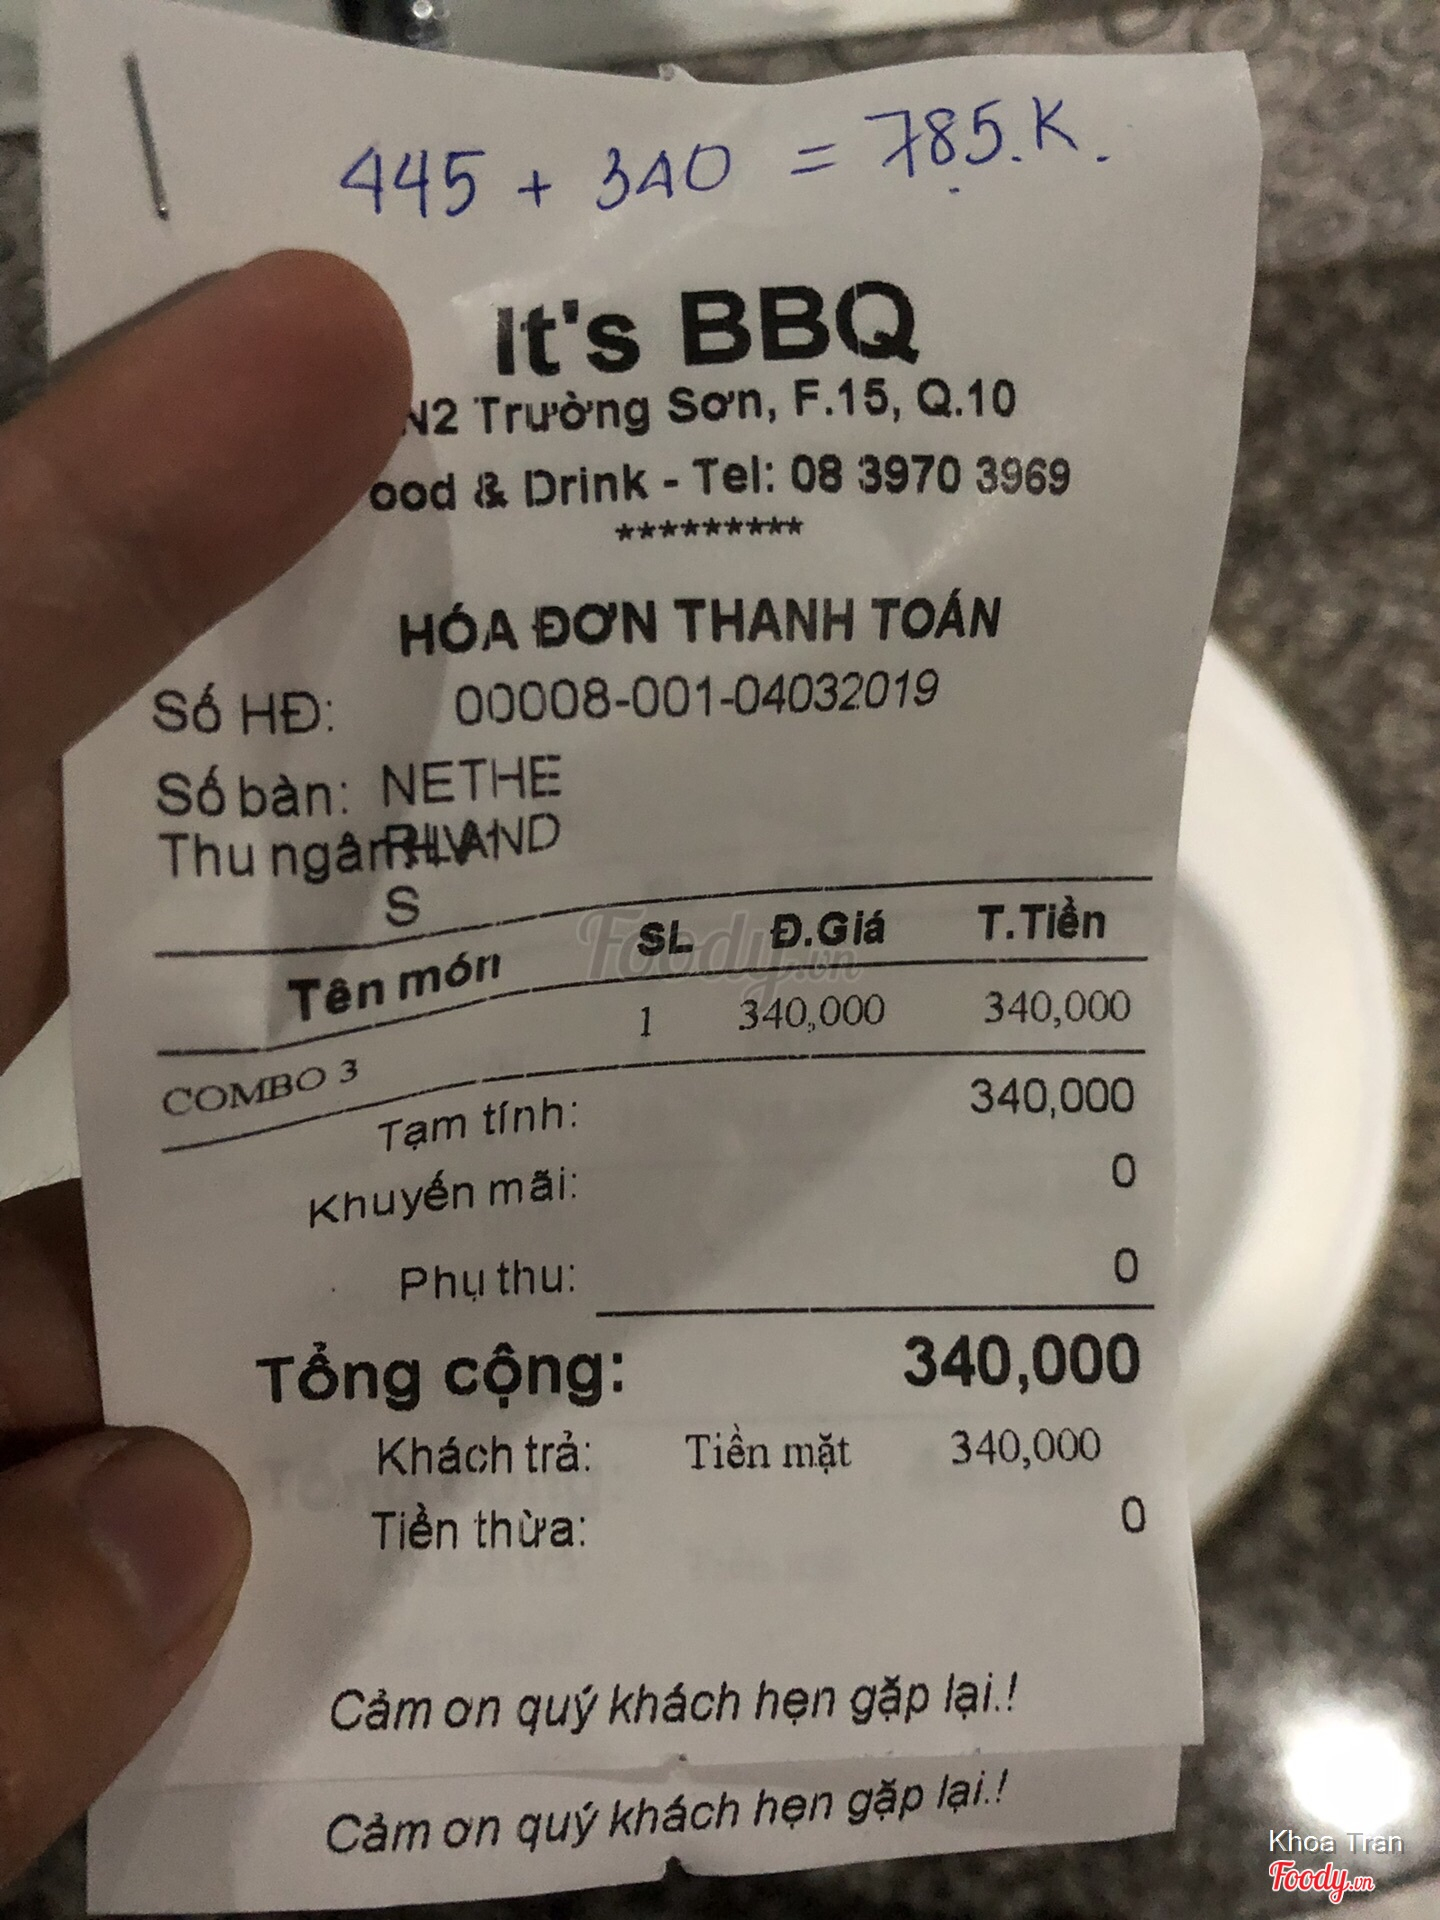 445 + 340 = 785.K.
It's BBQ
N2 Trường Sơn, F.15, Q.10
& Drink - Tel: 08 3970 3969
*********
HÓA ĐƠN THANH TOÁN
Số HĐ: 00008-001-04032019
Số bàn: NETHE
Thu ngân
RLAND
S
Tên món SL Đ.Giá T.Tiền
COMBO 3 1 340,000 340,000
Tạm tính: 340,000
Khuyến mãi: 0
Phụ thu: 0
Tổng cộng: 340,000
Khách trả: Tiền mặt 340,000
Tiền thừa: 0
Cảm ơn quý khách hẹn gặp lại.!
Cảm ơn quý khách hẹn gặp lại.!
Foody.vn
Khoa Tran
Foody.vn